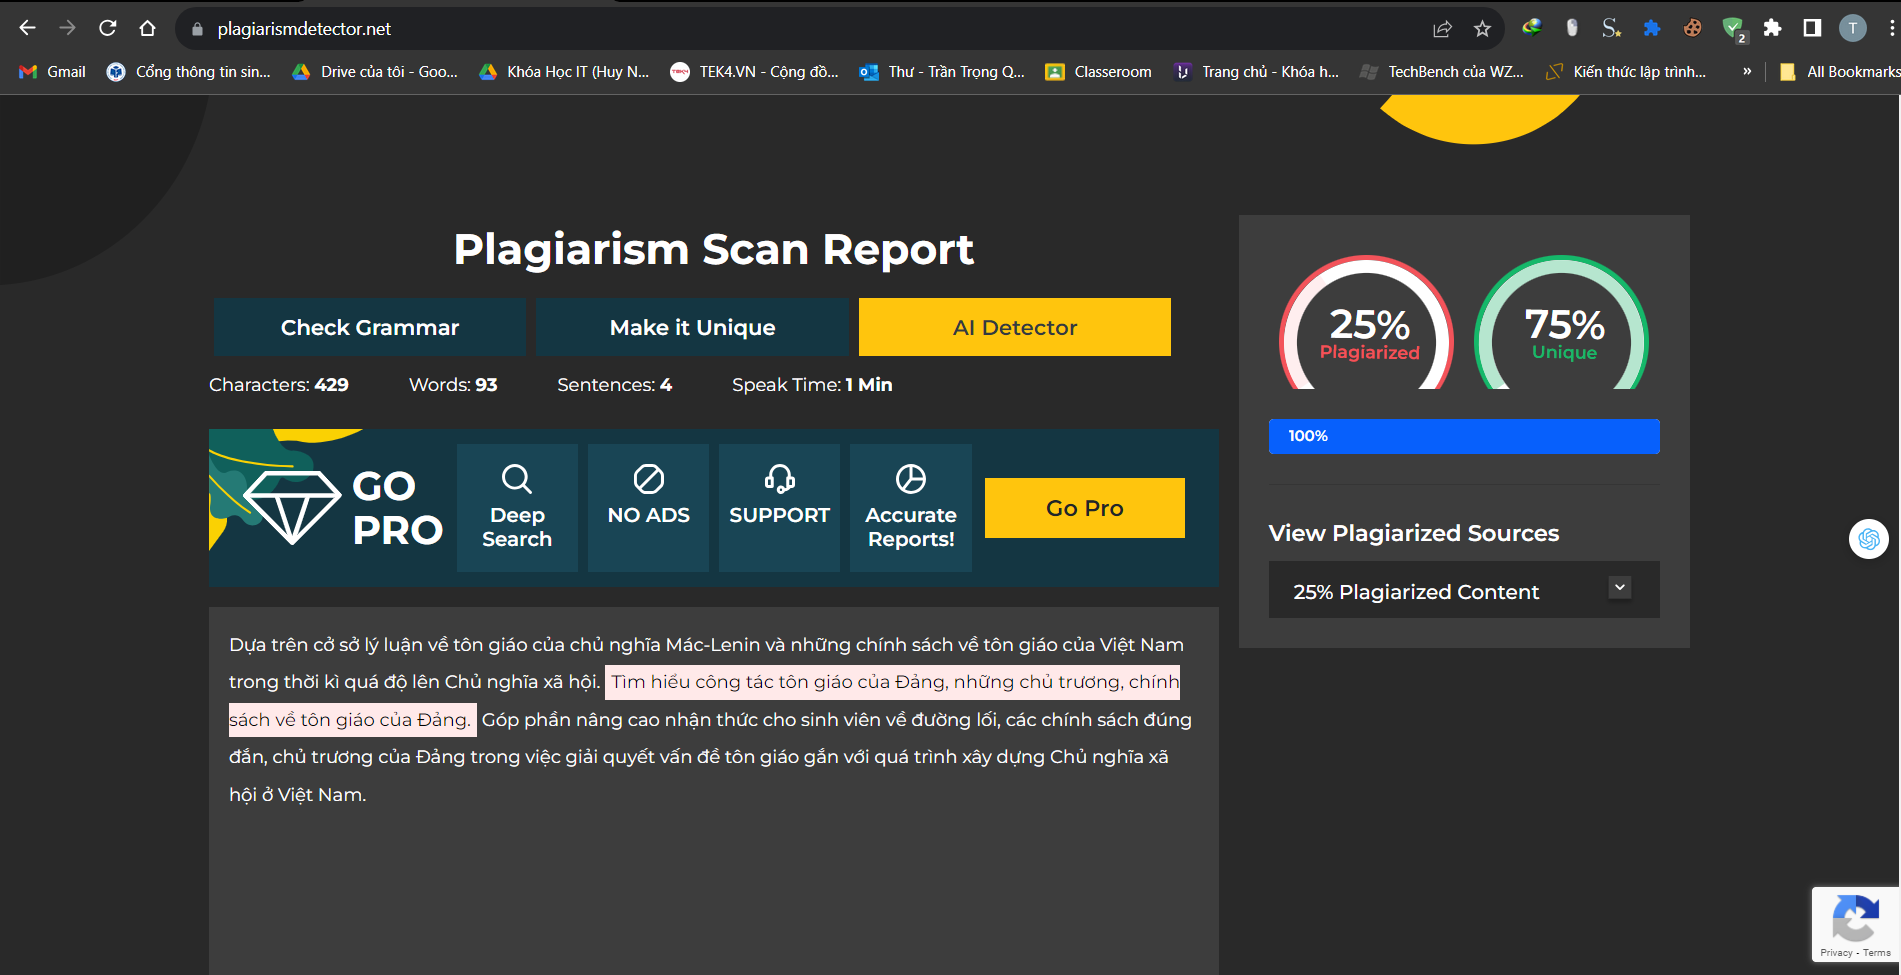 plagiarismdetector.net
2
T
Gmail
Cổng thông tin sin...
Drive của tôi - Goo...
Khóa Học IT (Huy N...
TEK4
TEK4.VN - Cộng đồ...
Thư - Trần Trọng Q...
Classeroom
Trang chủ - Khóa h...
TechBench của WZ...
Kiến thức lập trình...
»
All Bookmarks
Plagiarism Scan Report
Check Grammar
Make it Unique
AI Detector
Characters: 429
Words: 93
Sentences: 4
Speak Time: 1 Min
GO
PRO
Deep
Search
NO ADS
SUPPORT
Accurate
Reports!
Go Pro
Dựa trên cở sở lý luận về tôn giáo của chủ nghĩa Mác-Lenin và những chính sách về tôn giáo của Việt Nam
trong thời kì quá độ lên Chủ nghĩa xã hội. Tìm hiểu công tác tôn giáo của Đảng, những chủ trương, chính
sách về tôn giáo của Đảng. Góp phần nâng cao nhận thức cho sinh viên về đường lối, các chính sách đúng
đắn, chủ trương của Đảng trong việc giải quyết vấn đề tôn giáo gắn với quá trình xây dựng Chủ nghĩa xã
hội ở Việt Nam.
25%
Plagiarized
75%
Unique
100%
View Plagiarized Sources
25% Plagiarized Content
Privacy - Terms